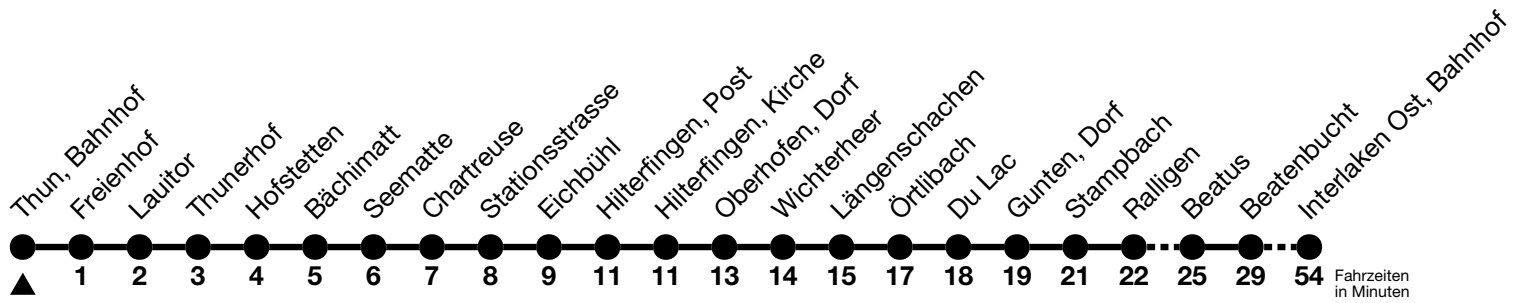 Thun, Bahnhof
Freienhof
Lauitor
Thunerhof
Hofstetten
Bächimatt
Seematte
Chartreuse
Stationsstrasse
Eichbühl
Hilterfingen, Post
Hilterfingen, Kirche
Oberhofen, Dorf
Wichterheer
Längenschachen
Örtlibach
Du Lac
Gunten, Dorf
Stampbach
Ralligen
Beatus
Beatenbucht
Interlaken Ost, Bahnhof
1 2 3 4 5 6 7 8 9 11 11 13 14 15 17 18 19 21 22 25 29 54 Fahrzeiten
in Minuten